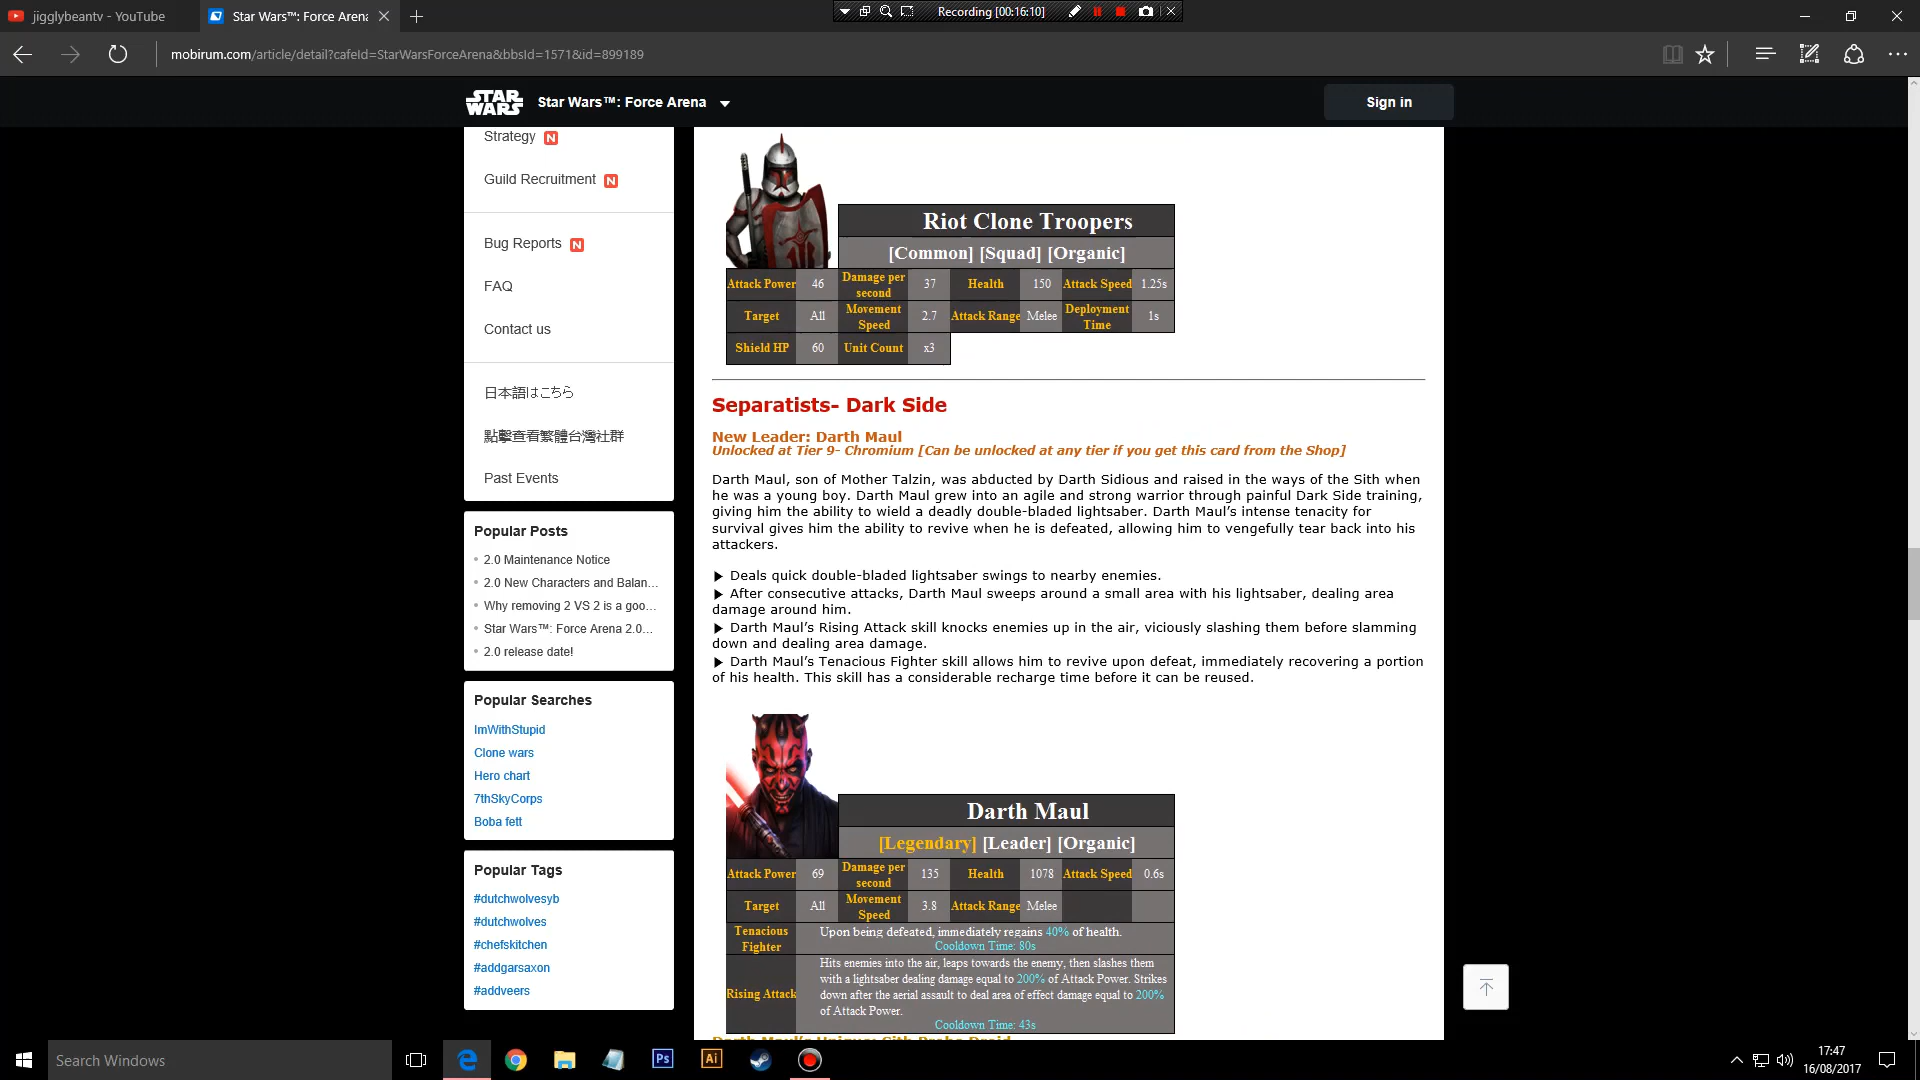 jigglybeantv - YouTube
Star Wars™: Force Arena
Recording [00:16:10]
mobirum.com/article/detail?cafeId=StarWarsForceArena&bbsId=1571&id=899189
STAR WARS
Star Wars™: Force Arena
Sign in
Strategy N
Guild Recruitment N
Bug Reports N
FAQ
Contact us
日本語はこちら
點擊查看繁體台灣社群
Past Events
Popular Posts
2.0 Maintenance Notice
2.0 New Characters and Balan...
Why removing 2 VS 2 is a goo...
Star Wars™: Force Arena 2.0...
2.0 release date!
Popular Searches
ImWithStupid
Clone wars
Hero chart
7thSkyCorps
Boba fett
Popular Tags
#dutchwolvesyb
#dutchwolves
#chefskitchen
#addgarsaxon
#addveers
Riot Clone Troopers
[Common] [Squad] [Organic]
Attack Power 46 Damage per second 37 Health 150 Attack Speed 1.25s
Target All Movement Speed 2.7 Attack Range Melee Deployment Time 1s
Shield HP 60 Unit Count x3
Separatists- Dark Side
New Leader: Darth Maul
Unlocked at Tier 9- Chromium [Can be unlocked at any tier if you get this card from the Shop]
Darth Maul, son of Mother Talzin, was abducted by Darth Sidious and raised in the ways of the Sith when
he was a young boy. Darth Maul grew into an agile and strong warrior through painful Dark Side training,
giving him the ability to wield a deadly double-bladed lightsaber. Darth Maul's intense tenacity for
survival gives him the ability to revive when he is defeated, allowing him to vengefully tear back into his
attackers.
▶ Deals quick double-bladed lightsaber swings to nearby enemies.
▶ After consecutive attacks, Darth Maul sweeps around a small area with his lightsaber, dealing area
damage around him.
▶ Darth Maul's Rising Attack skill knocks enemies up in the air, viciously slashing them before slamming
down and dealing area damage.
▶ Darth Maul's Tenacious Fighter skill allows him to revive upon defeat, immediately recovering a portion
of his health. This skill has a considerable recharge time before it can be reused.
Darth Maul
[Legendary] [Leader] [Organic]
Attack Power 69 Damage per second 135 Health 1078 Attack Speed 0.6s
Target All Movement Speed 3.8 Attack Range Melee
Tenacious Fighter
Upon being defeated, immediately regains 40% of health.
Cooldown Time: 80s
Rising Attack
Hits enemies into the air, leaps towards the enemy, then slashes them
with a lightsaber dealing damage equal to 200% of Attack Power. Strikes
down after the aerial assault to deal area of effect damage equal to 200%
of Attack Power.
Cooldown Time: 43s
Darth Maul's Unique: Sith Probe Droid
Search Windows
Ps
Ai
17:47
16/08/2017